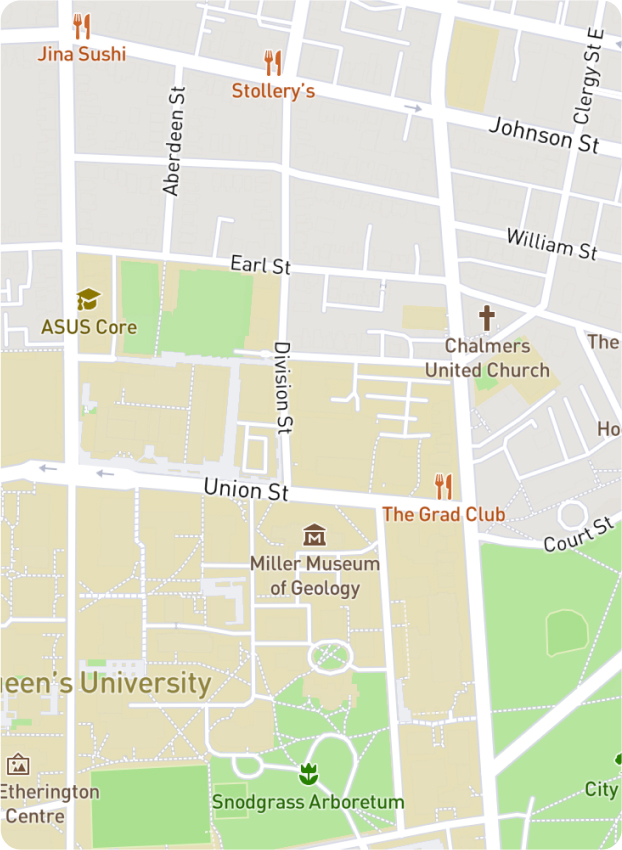 Jina Sushi
Stollery's
Clergy St E
Aberdeen St
Johnson St
William St
Earl St
ASUS Core
Chalmers
United Church
The
Division St
Ho
Union St
The Grad Club
Court St
Miller Museum
of Geology
ueen's University
Etherington
Centre
Snodgrass Arboretum
City